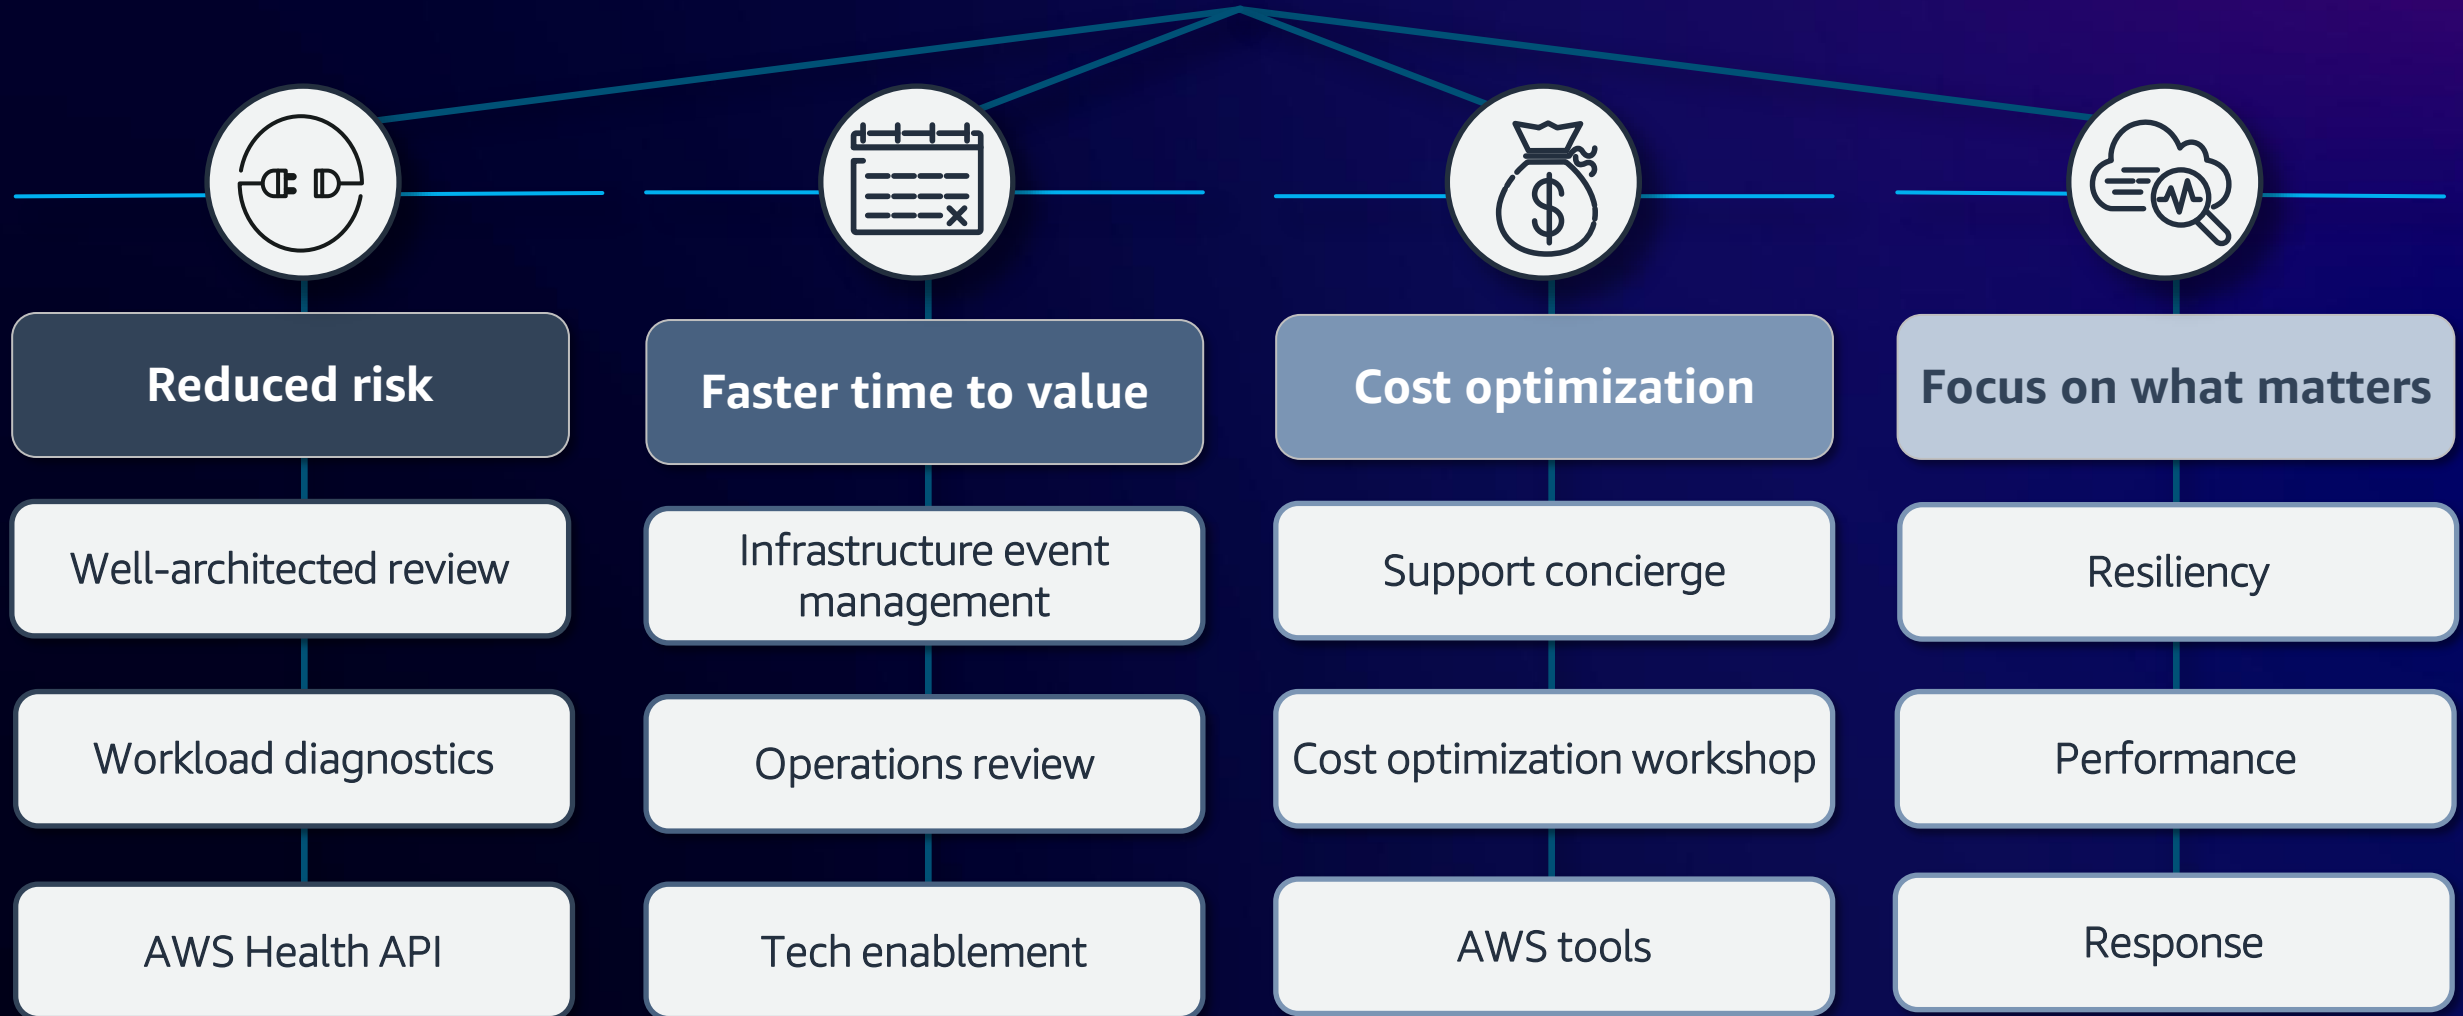 Reduced risk
Well-architected review
Workload diagnostics
AWS Health API
Faster time to value
Infrastructure event
management
Operations review
Tech enablement
Cost optimization
Support concierge
Cost optimization workshop
AWS tools
Focus on what matters
Resiliency
Performance
Response